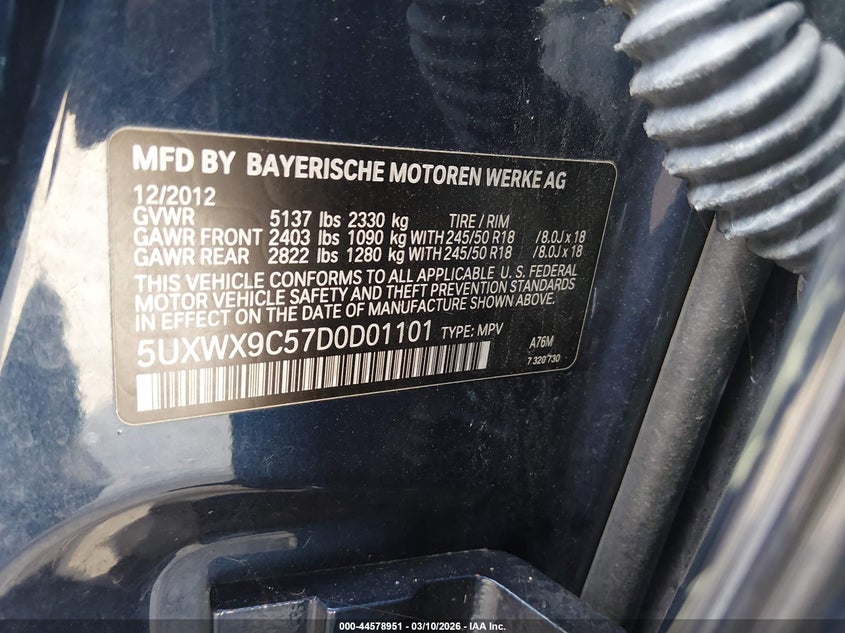 MFD BY BAYERISCHE MOTOREN WERKE AG
12/2012
GVWR 5137 lbs 2330 kg TIRE / RIM
GAWR FRONT 2403 lbs 1090 kg WITH 245/50 R18 /8.0J x 18
GAWR REAR 2822 lbs 1280 kg WITH 245/50 R18 /8.0J x 18
THIS VEHICLE CONFORMS TO ALL APPLICABLE U.S. FEDERAL
MOTOR VEHICLE SAFETY AND THEFT PREVENTION STANDARDS
IN EFFECT ON THE DATE OF MANUFACTURE SHOWN ABOVE.
5UXWX9C57D0D01101 TYPE: MPV A76M
7 320 730
000-44578951 | 03/10/2026 | IAA Inc.